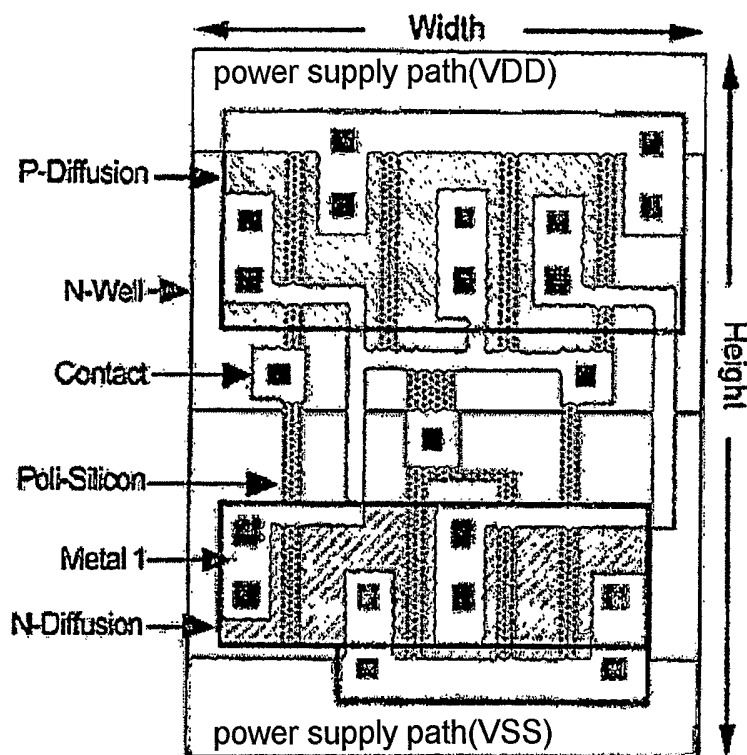 Width
power supply path(VDD)
P-Diffusion
N-Well
Contact
Height
Poli-Silicon
Metal 1
N-Diffusion
power supply path(VSS)